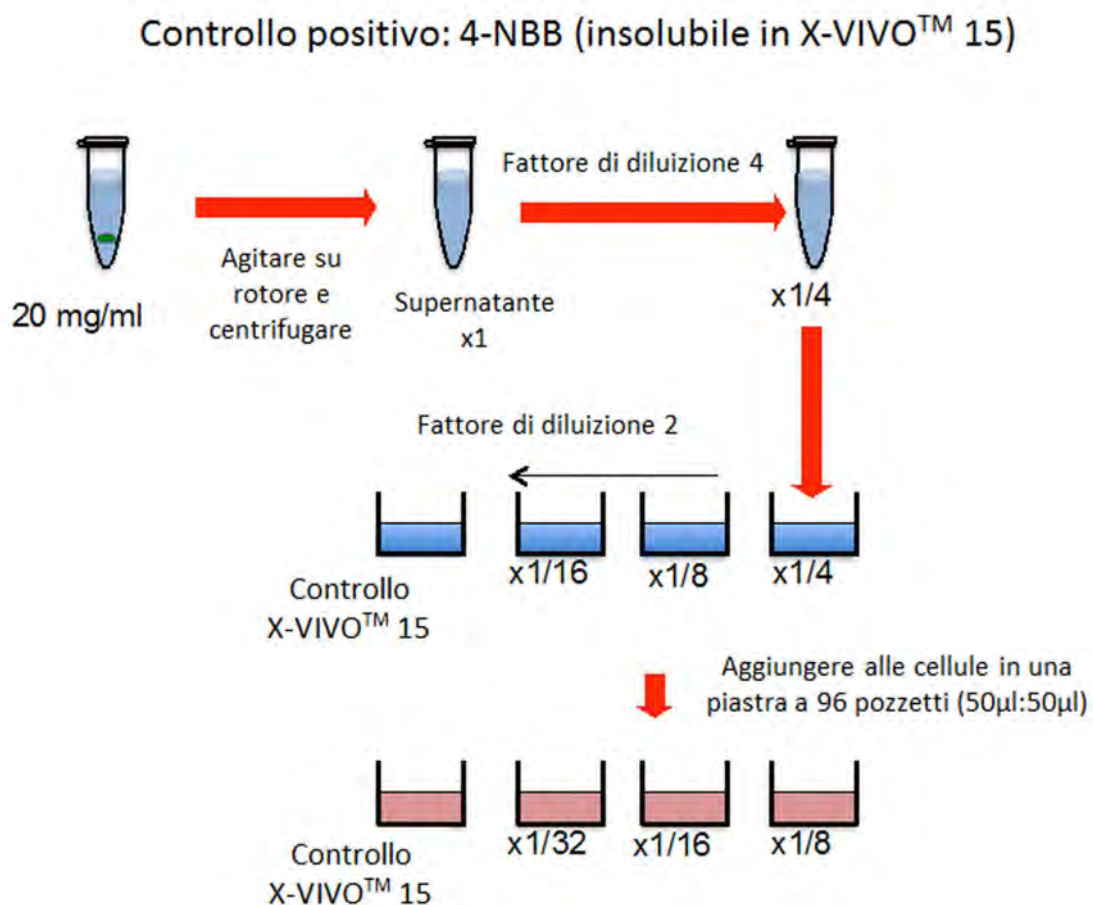 Controllo positivo: 4-NBB (insolubile in X-VIVO™ 15)
Fattore di diluizione 4
20 mg/ml
Agitare su
rotore e
centrifugare
Supernatante
x1
x1/4
Fattore di diluizione 2
Controllo
X-VIVO™ 15
x1/16
x1/8
x1/4
Aggiungere alle cellule in una
piastra a 96 pozzetti (50µl:50µl)
Controllo
X-VIVO™ 15
x1/32
x1/16
x1/8